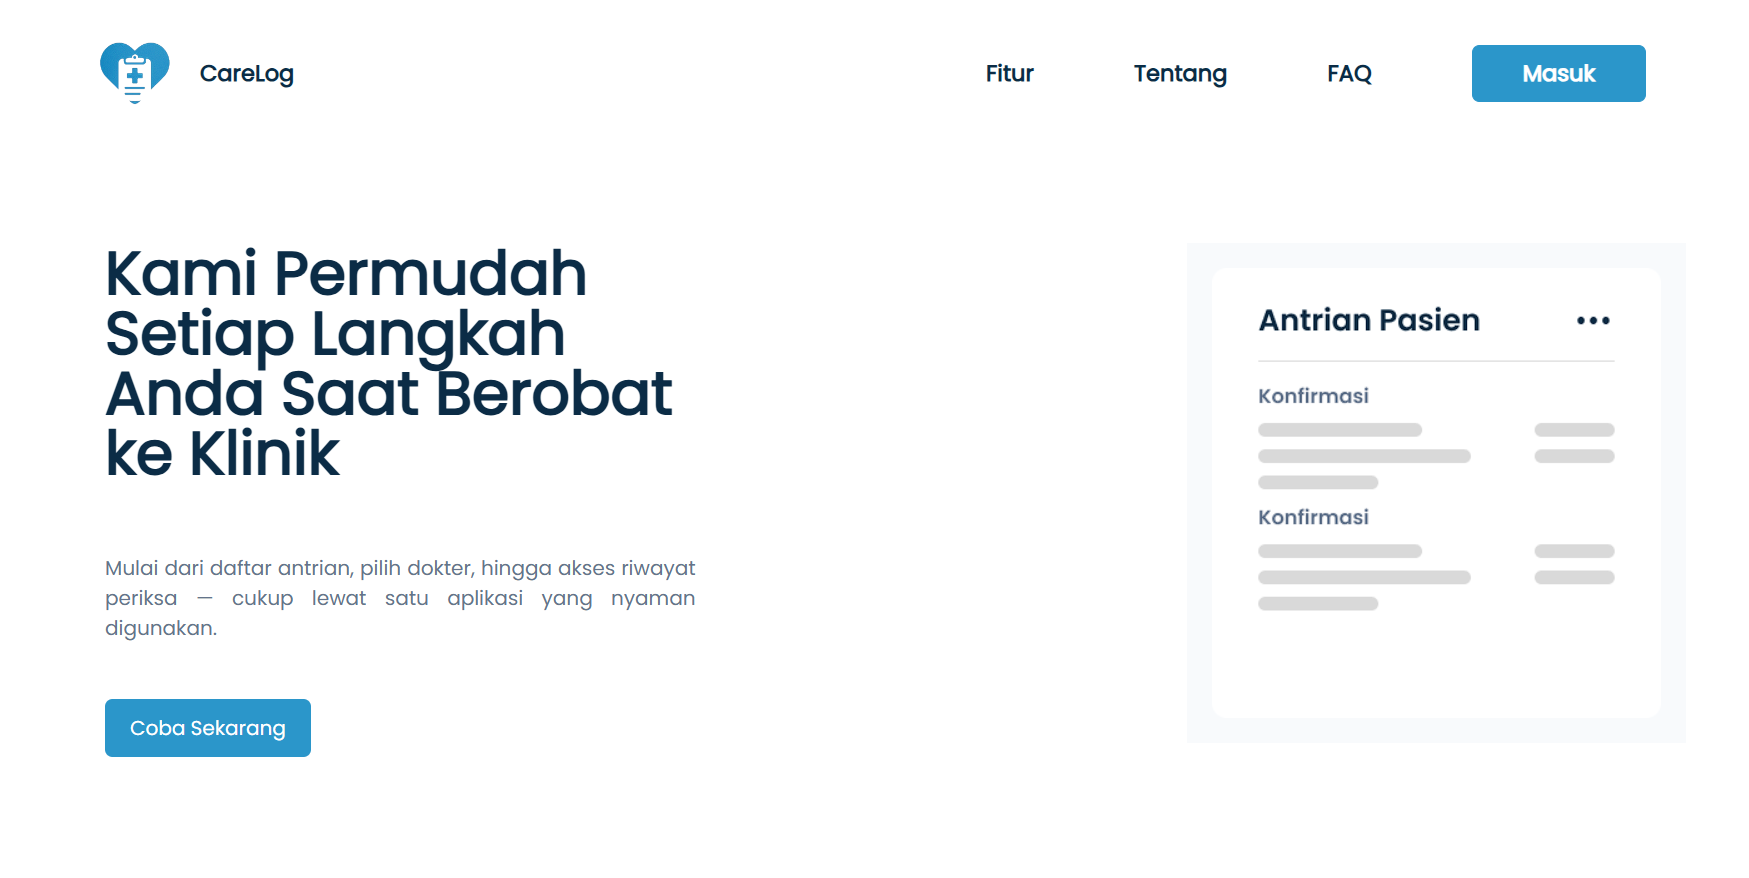 CareLog
Fitur
Tentang
FAQ
Masuk
Kami Permudah
Setiap Langkah
Anda Saat Berobat
ke Klinik
Mulai dari daftar antrian, pilih dokter, hingga akses riwayat
periksa — cukup lewat satu aplikasi yang nyaman
digunakan.
Coba Sekarang
Antrian Pasien
Konfirmasi
Konfirmasi